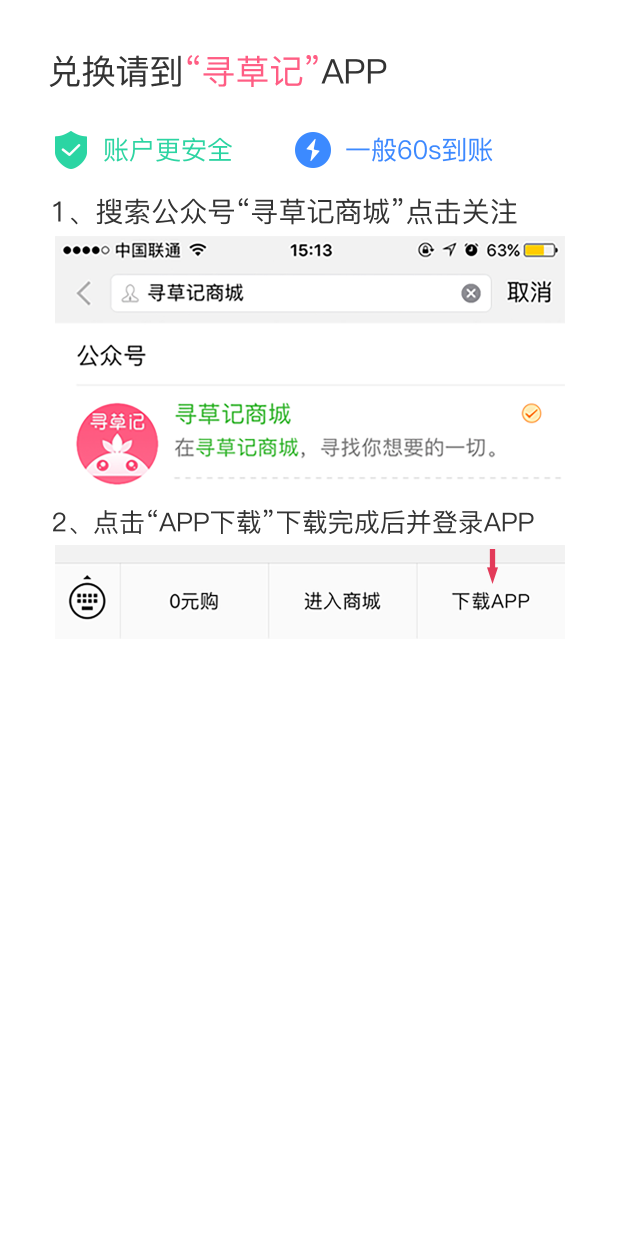 兑换请到“寻草记”APP
账户更安全 一般60s到账
1、搜索公众号“寻草记商城”点击关注
中国联通 15:13 63%
寻草记商城 取消
公众号
寻草记
寻草记商城
在寻草记商城，寻找你想要的一切。
2、点击“APP下载”下载完成后并登录APP
0元购 进入商城 下载APP